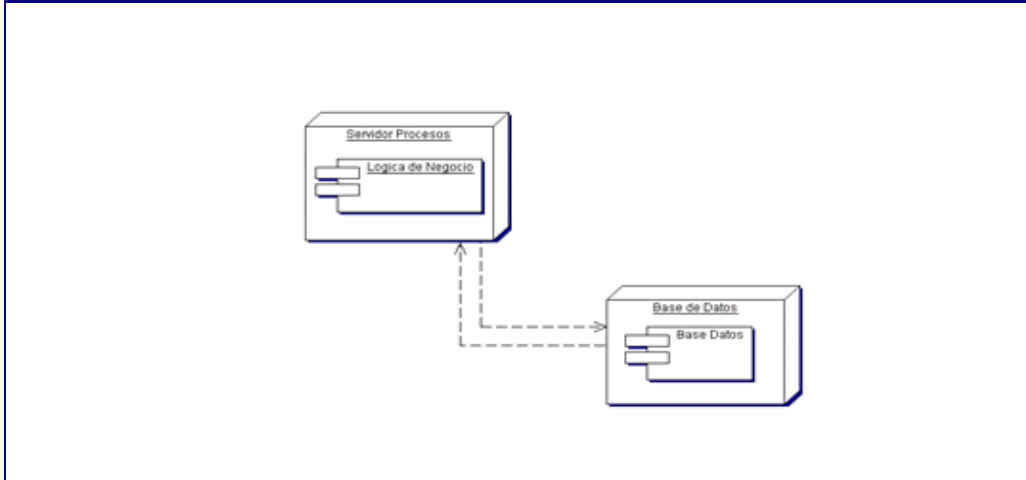 Servidor Procesos
Logica de Negocio
Base de Datos
Base Datos